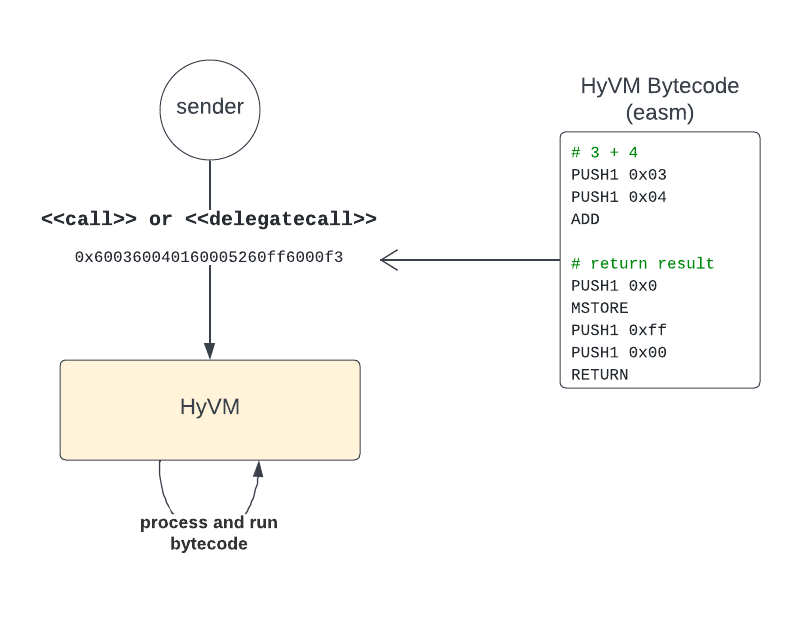 sender
<<call>> or <<delegatecall>>
0x600360040160005260ff6000f3
HyVM
process and run
bytecode
HyVM Bytecode
(easm)
# 3 + 4
PUSH1 0x03
PUSH1 0x04
ADD
# return result
PUSH1 0x0
MSTORE
PUSH1 0xff
PUSH1 0x00
RETURN